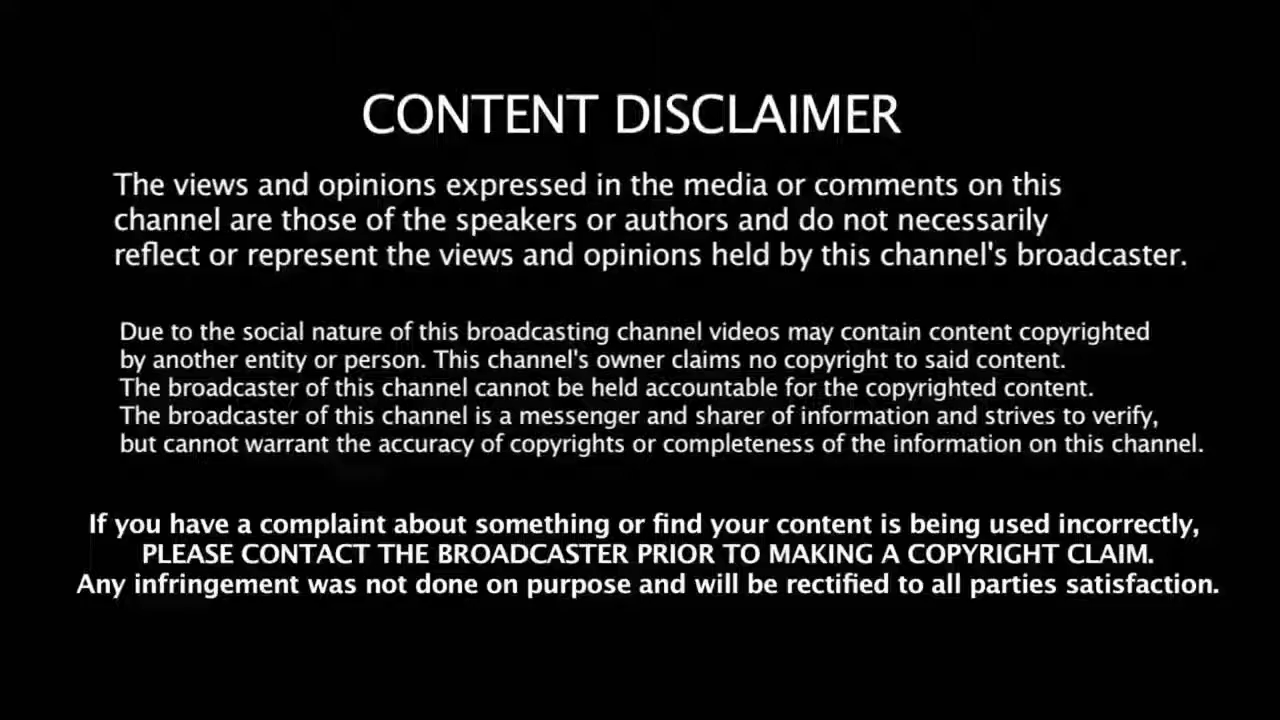 CONTENT DISCLAIMER
The views and opinions expressed in the media or comments on this
channel are those of the speakers or authors and do not necessarily
reflect or represent the views and opinions held by this channel's broadcaster.
Due to the social nature of this broadcasting channel videos may contain content copyrighted
by another entity or person. This channel's owner claims no copyright to said content.
The broadcaster of this channel cannot be held accountable for the copyrighted content.
The broadcaster of this channel is a messenger and sharer of information and strives to verify,
but cannot warrant the accuracy of copyrights or completeness of the information on this channel.
If you have a complaint about something or find your content is being used incorrectly,
PLEASE CONTACT THE BROADCASTER PRIOR TO MAKING A COPYRIGHT CLAIM.
Any infringement was not done on purpose and will be rectified to all parties satisfaction.